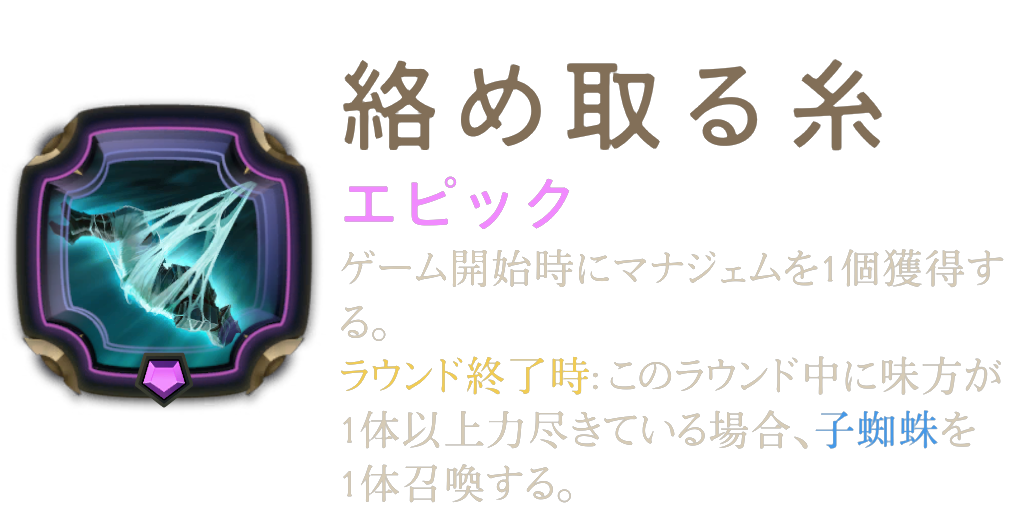 絡め取る糸
エピック
ゲーム開始時にマナジェムを1個獲得す
る。
ラウンド終了時:このラウンド中に味方が
1体以上力尽きている場合、子蜘蛛を
1体召喚する。